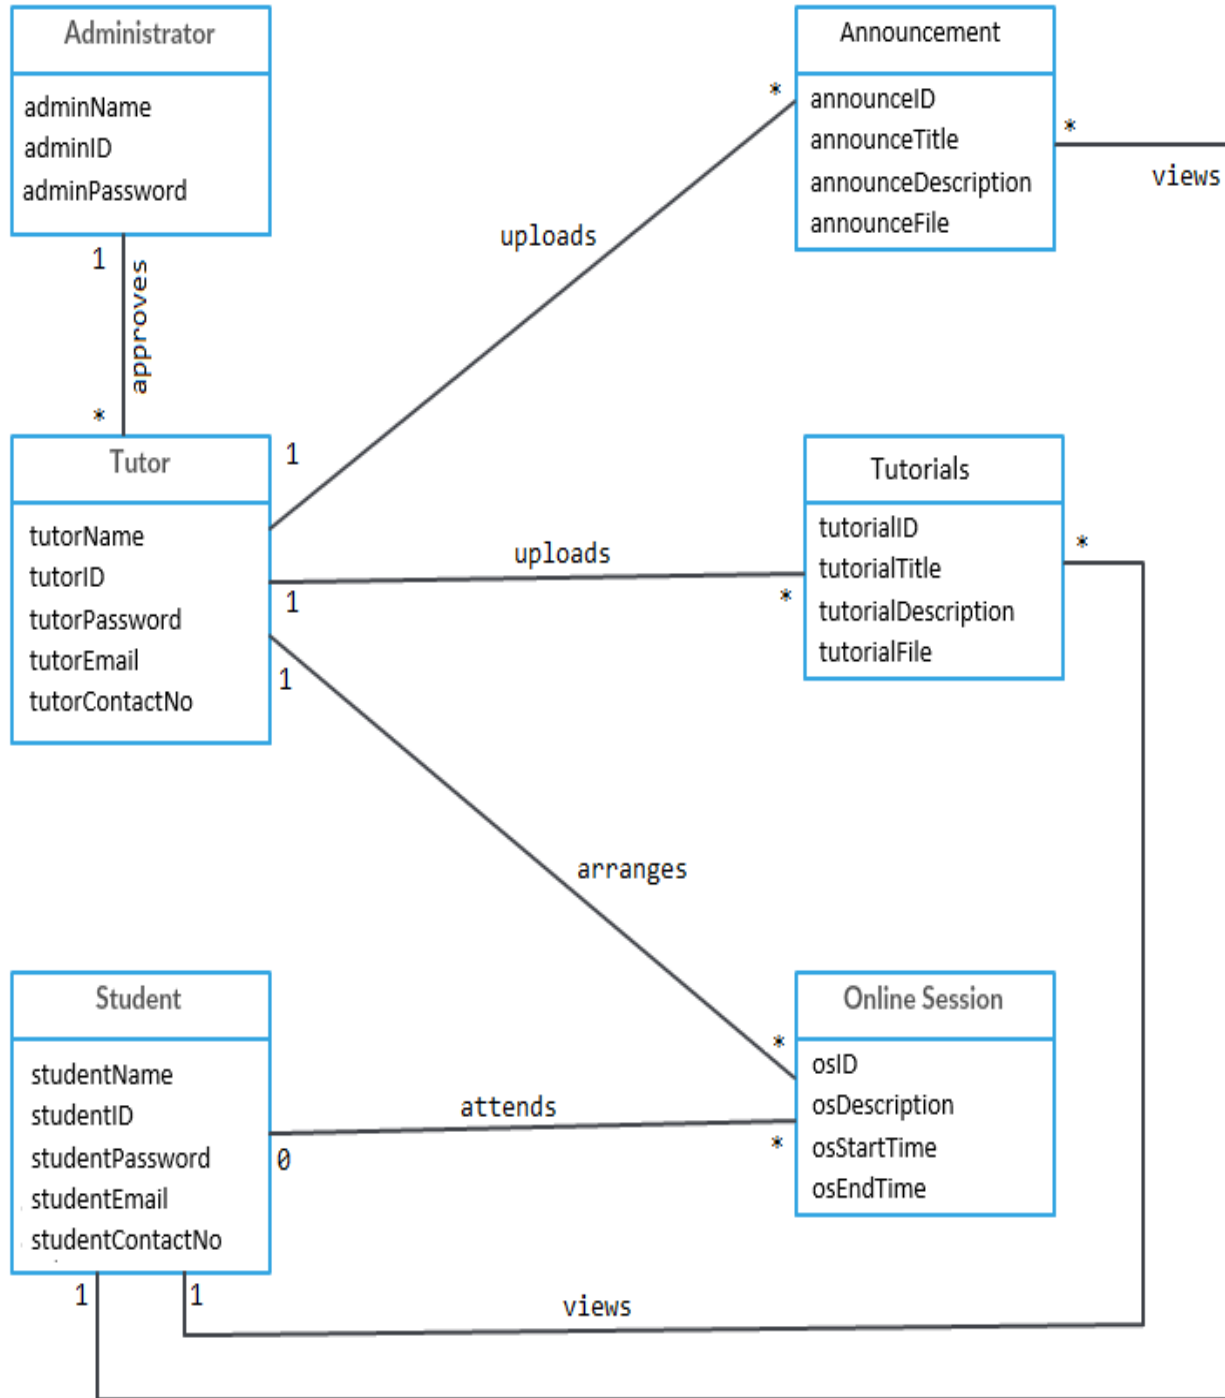 Administrator
adminName
adminID
adminPassword
1
approves
*
Announcement
announceID
announceTitle
announceDescription
announceFile
*
*
views
uploads
1
Tutor
tutorName
tutorID
tutorPassword
tutorEmail
tutorContactNo
uploads
1
*
1
Tutorials
tutorialID
tutorialTitle
tutorialDescription
tutorialFile
*
arranges
*
Student
studentName
studentID
studentPassword
studentEmail
studentContactNo
attends
0
*
Online Session
osID
osDescription
osStartTime
osEndTime
1
1
views